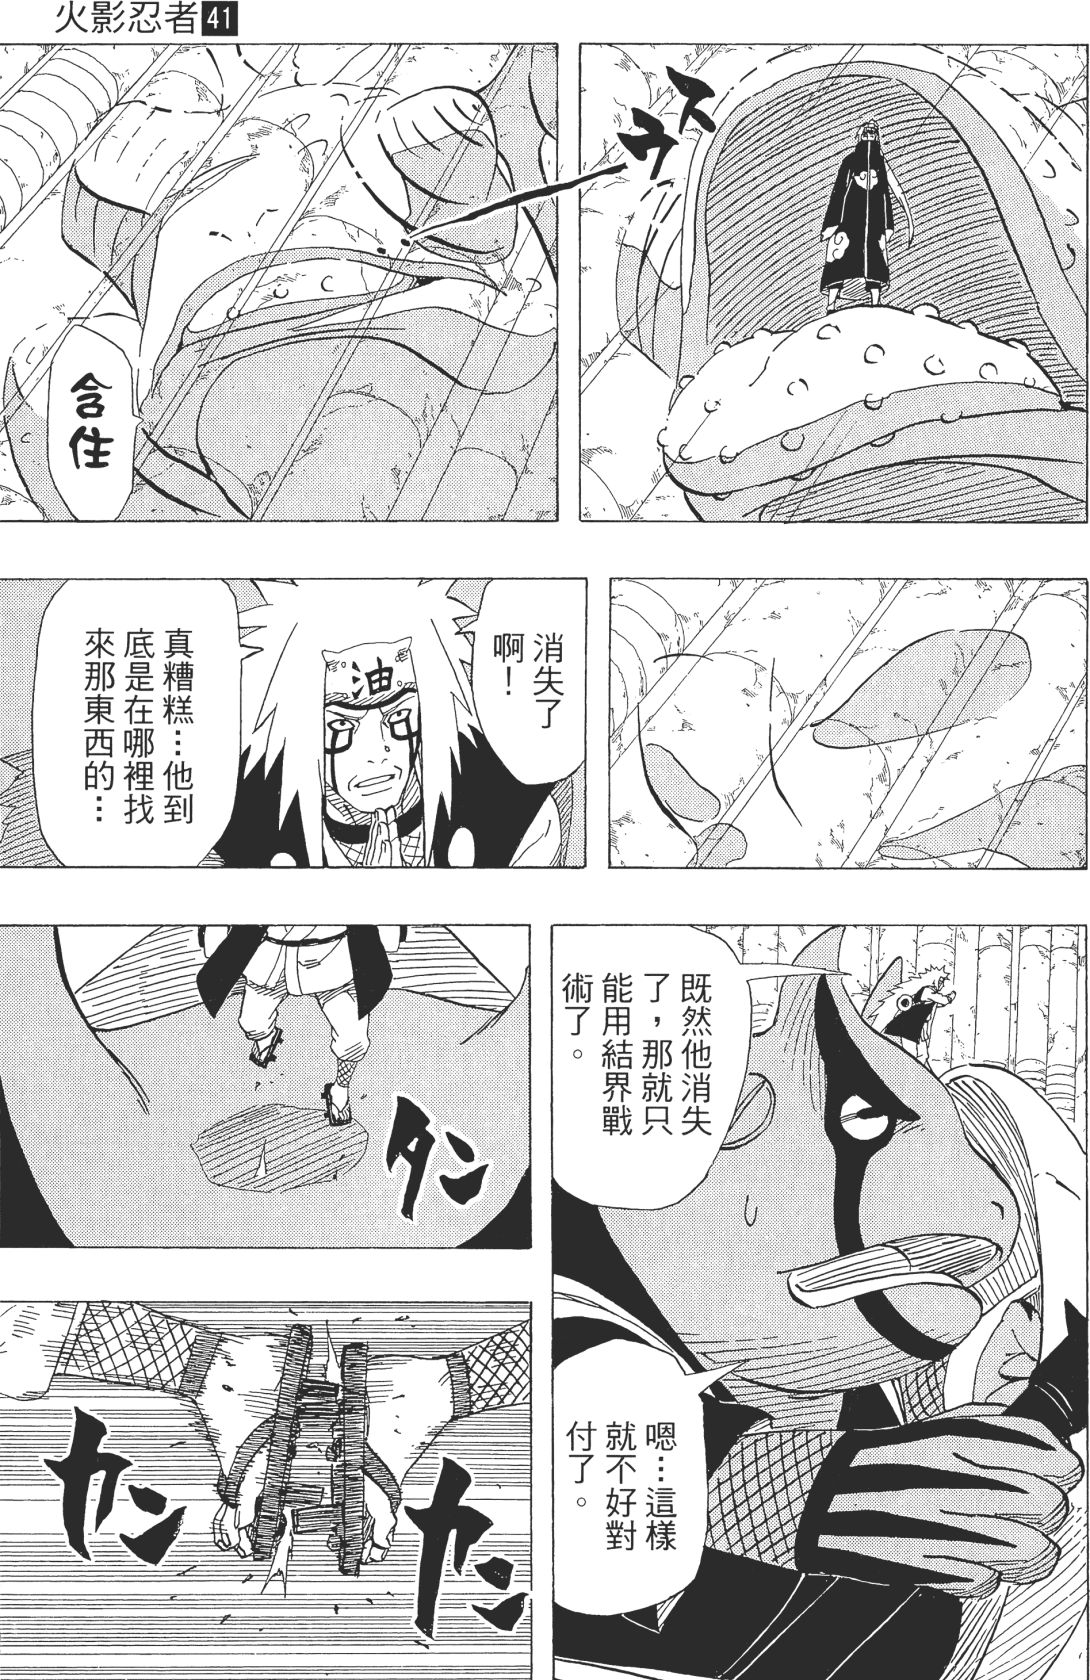 火影忍者41
スウ
含住
消失了
啊!
油
真糟糕…他到
底是在哪裡找
來那東西的…
既然他消失
了，那就只
能用結界戰
術了。
嗯…這樣
就不好對
付了。
タン
カン
カン